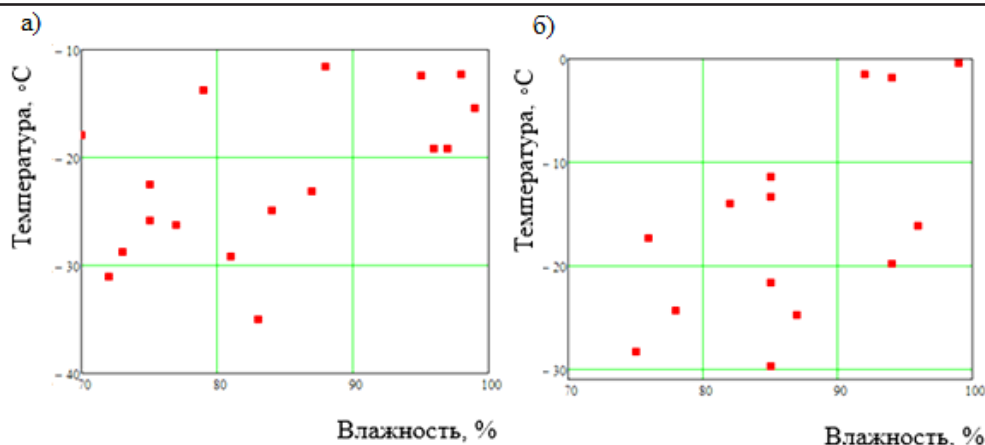 а)
б)
Температура, °C
−10
−20
−30
−40
70
80
90
100
Влажность, %
Температура, °C
0
−10
−20
−30
70
80
90
100
Влажность, %